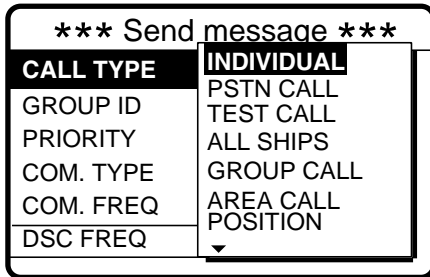 *** Send message ***
CALL TYPE
GROUP ID
PRIORITY
COM. TYPE
COM. FREQ
DSC FREQ
INDIVIDUAL
PSTN CALL
TEST CALL
ALL SHIPS
GROUP CALL
AREA CALL
POSITION